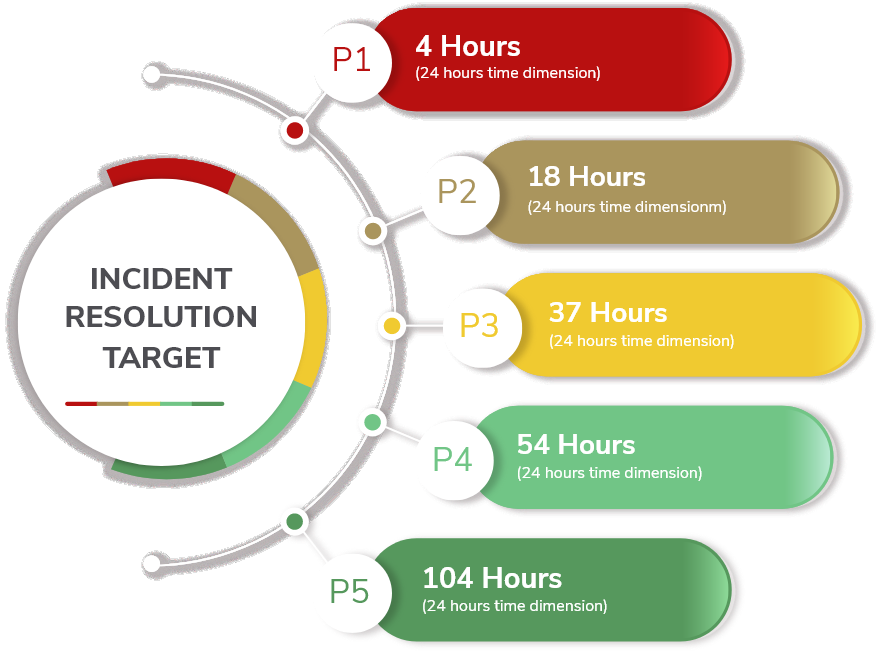 INCIDENT
RESOLUTION
TARGET
P1
4 Hours
(24 hours time dimension)
P2
18 Hours
(24 hours time dimensionm)
P3
37 Hours
(24 hours time dimension)
P4
54 Hours
(24 hours time dimension)
P5
104 Hours
(24 hours time dimension)